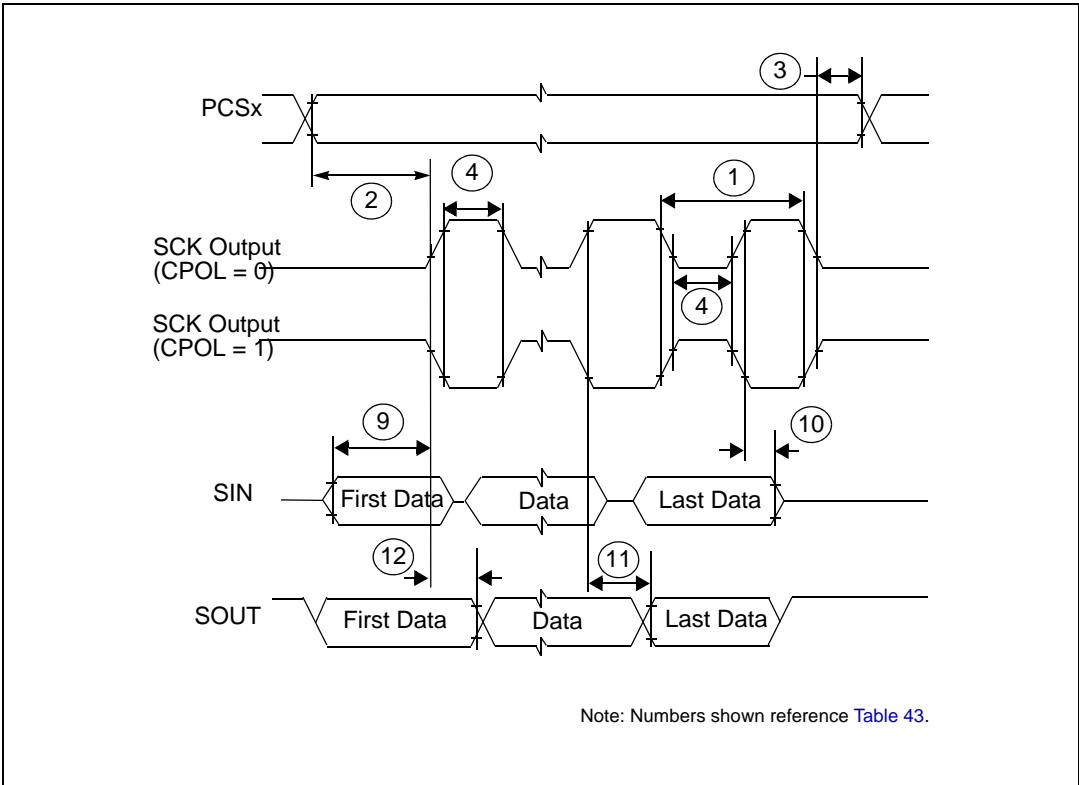 3
PCSx
2
4
1
SCK Output
(CPOL = 0)
4
SCK Output
(CPOL = 1)
9
10
SIN
First Data
Data
Last Data
12
11
SOUT
First Data
Data
Last Data
Note: Numbers shown reference Table 43.